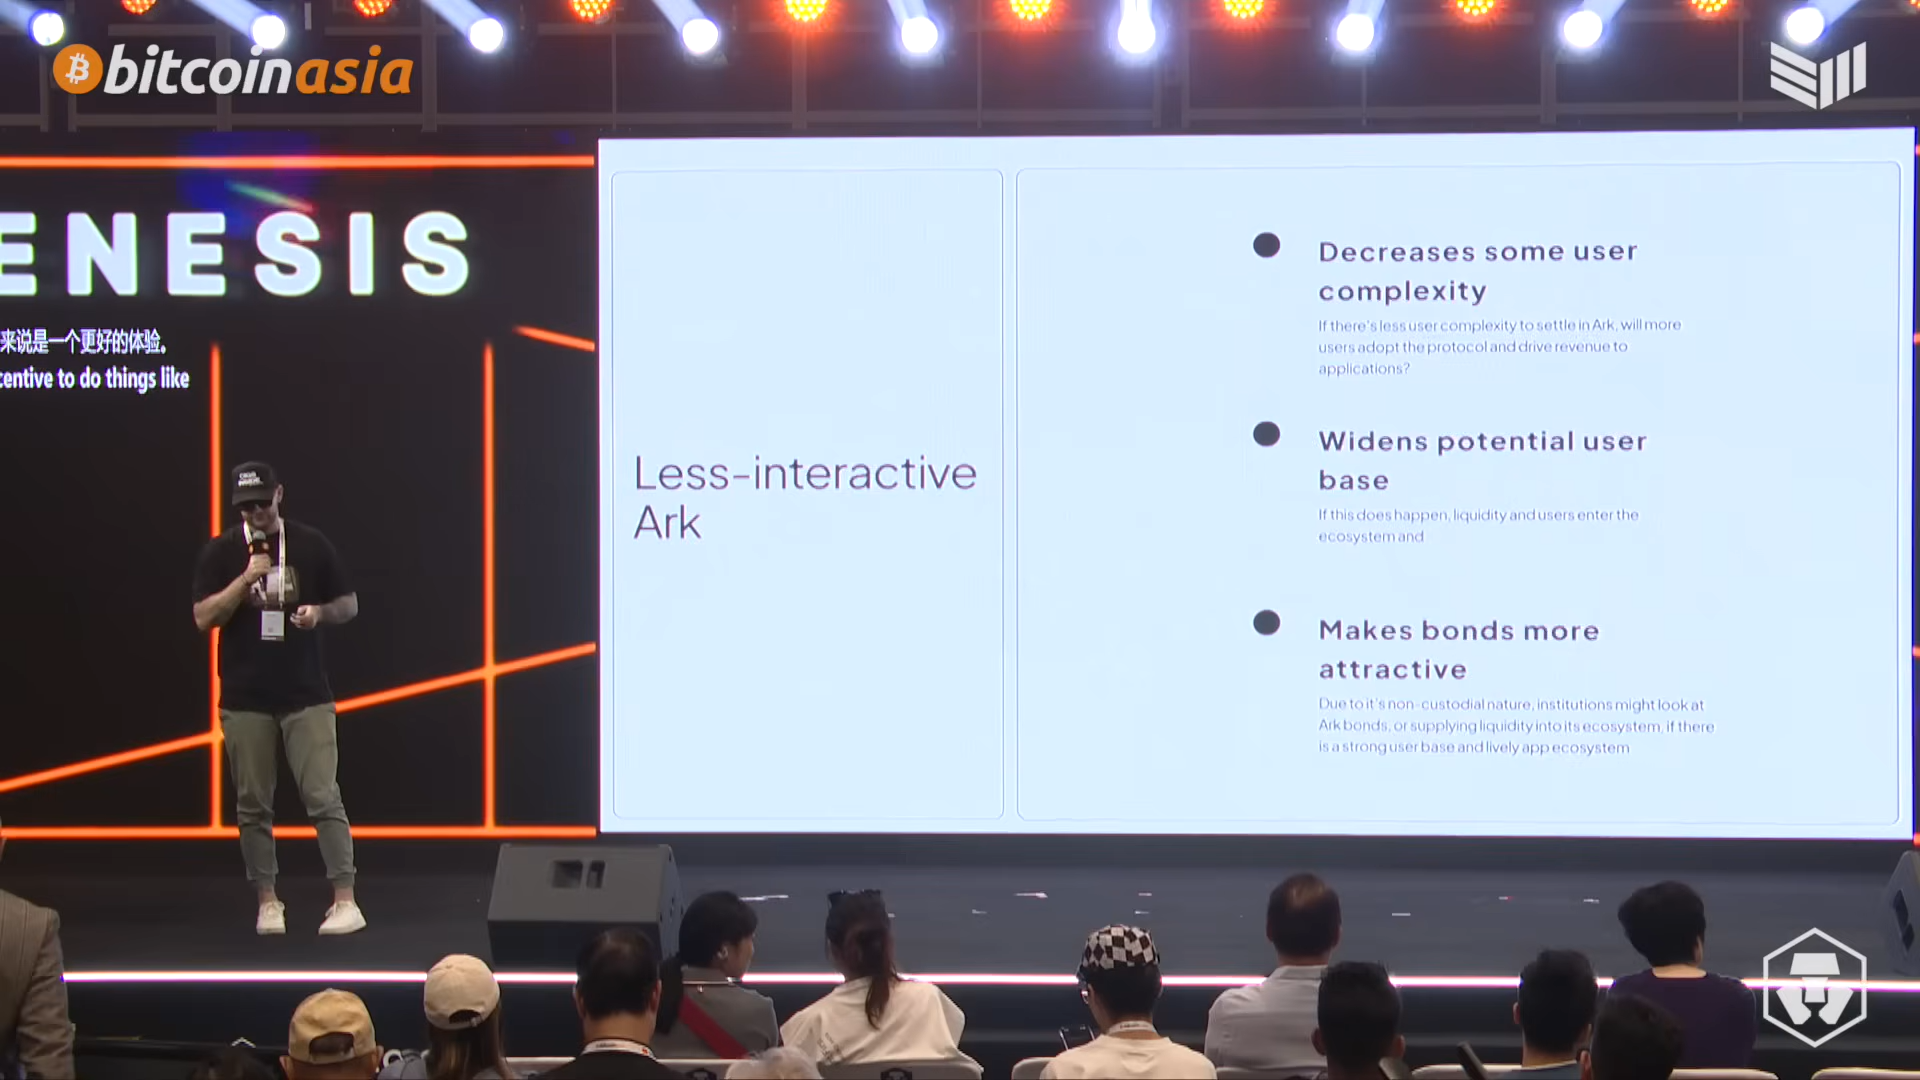 bitcoinasia
ENESIS
来说是一个更好的体验。
centive to do things like
Less-interactive
Ark
Decreases some user
complexity
If there's less user complexity to settle in Ark, will more
users adopt the protocol and drive revenue to
applications?
Widens potential user
base
If this does happen, liquidity and users enter the
ecosystem and
Makes bonds more
attractive
Due to it's non-custodial nature, institutions might look at
Ark bonds, or supplying liquidity into its ecosystem, if there
is a strong user base and lively app ecosystem